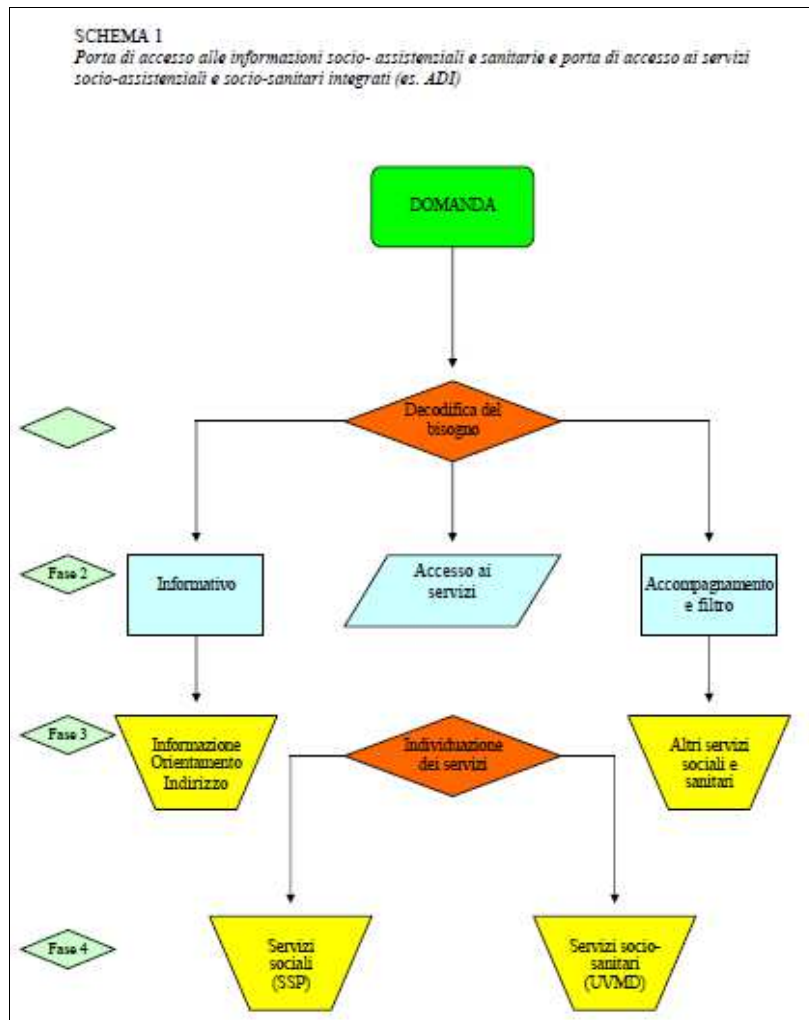 SCHEMA 1
Porta di accesso alle informazioni socio- assistenziali e sanitarie e porta di accesso ai servizi
socio-assistenziali e socio-sanitari integrati (es. ADI)
DOMANDA
Decodifica del
bisogno
Fase 2
Informativo
Accesso ai
servizi
Accompagnamento
e filtro
Fase 3
Informazione
Orientamento
Indirizzo
Individuazione
dei servizi
Altri servizi
sociali e
sanitari
Fase 4
Servizi
sociali
(SSP)
Servizi socio-
sanitari
(UVMD)